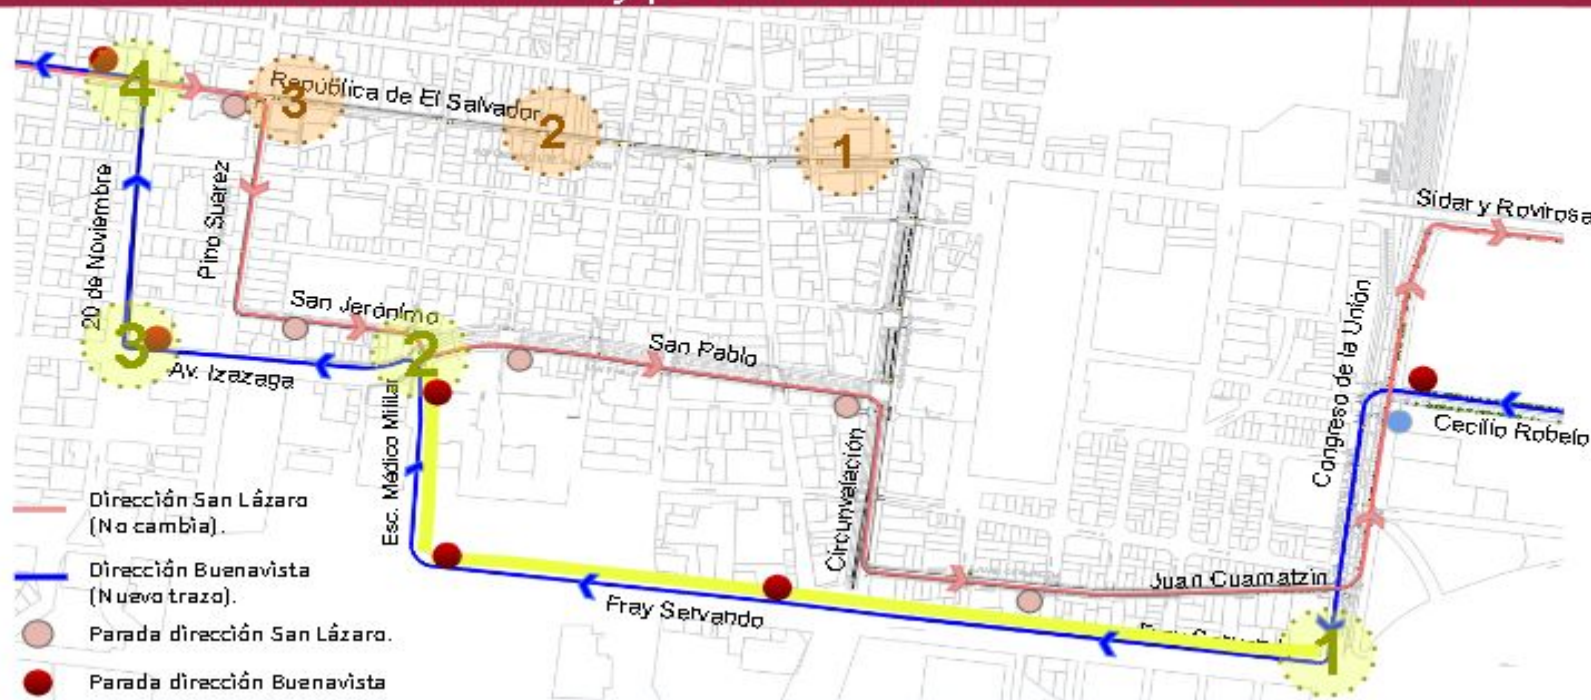 4
3
República de El Salvador
2
1
Sidar y Rovirosa
20 de Noviembre
Pino Suárez
San Jerónimo
3
Av. Izazaga
2
San Pablo
Congreso de la Unión
Cecilio Robelo
Esc. Médico Militar
Circunvalación
Juan Cuamatzin
Fray Servando
1
Dirección San Lázaro
(No cambia).
Dirección Buenavista
(Nuevo trazo).
Parada dirección San Lázaro.
Parada dirección Buenavista